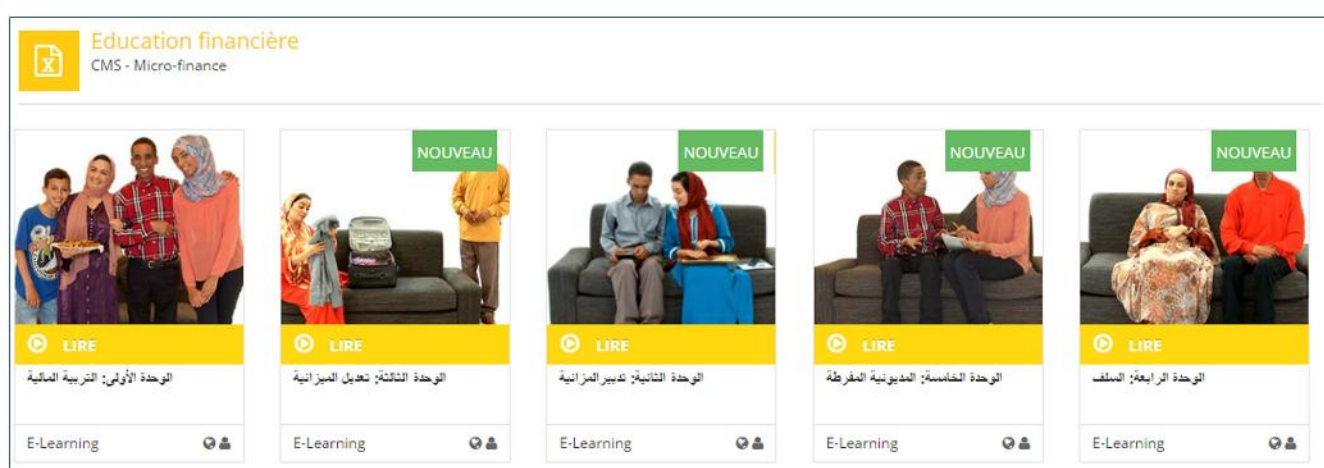 Education financière
CMS - Micro-finance
NOUVEAU
NOUVEAU
NOUVEAU
NOUVEAU
LIRE
LIRE
LIRE
LIRE
LIRE
الوحدة الأولى: التربية المالية
الوحدة الثالثة: تعديل الميزانية
الوحدة الثانية: تدبير المزانية
الوحدة الخامسة: المديونية المفرطة
الوحدة الرابعة: السلف
E-Learning
E-Learning
E-Learning
E-Learning
E-Learning